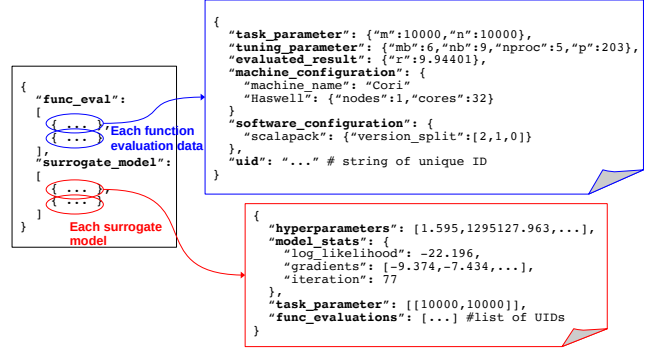 {
“func_eval”:
[
{ ... },
{ ... }
],
“surrogate_model”:
[
{ ... },
{ ... }
]
}
Each function
evaluation data
Each surrogate
model
{
“task_parameter”: {“m”:10000,“n”:10000},
“tuning_parameter”: {“mb”:6,“nb”:9,“nproc”:5,“p”:203},
“evaluated_result”: {“r”:9.94401},
“machine_configuration”: {
“machine_name”: “Cori”
“Haswell”: {“nodes”:1,“cores”:32}
}
“software_configuration”: {
“scalapack”: {“version_split”:[2,1,0]}
},
“uid”: “...” # string of unique ID
}
{
“hyperparameters”: [1.595,1295127.963,...],
“model_stats”: {
“log_likelihood”: -22.196,
“gradients”: [-9.374,-7.434,...],
“iteration”: 77
},
“task_parameter”: [[10000,10000]],
“func_evaluations”: [...] #list of UIDs
}